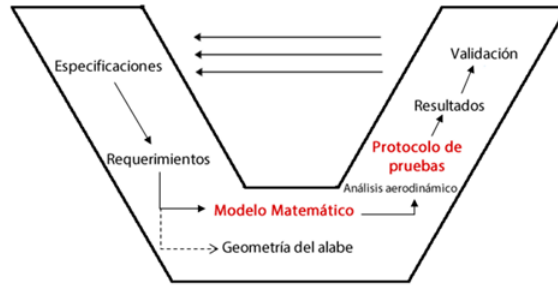 Especificaciones
Requerimientos
Modelo Matemático
Geometría del alabe
Análisis aerodinámico
Protocolo de
pruebas
Resultados
Validación